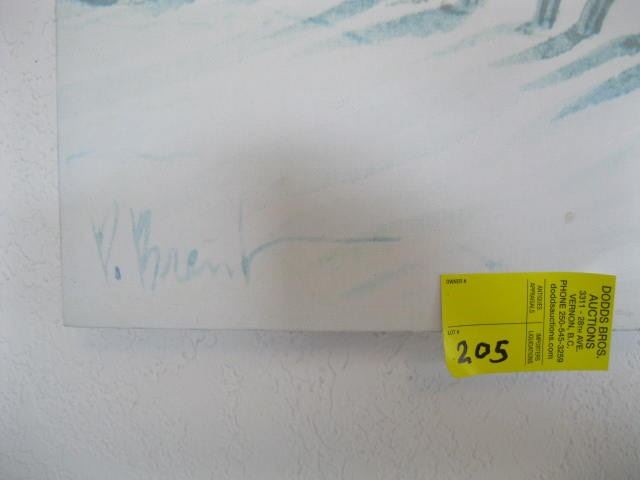 P. Brent
DODDS BROS.
AUCTIONS
3311 - 28TH AVE.
VERNON, B.C.
PHONE 250-545-3259
doddsauctions.com
ANTIQUES
APPRAISALS
IMPORTERS
LIQUIDATIONS
OWNER #
LOT #
205